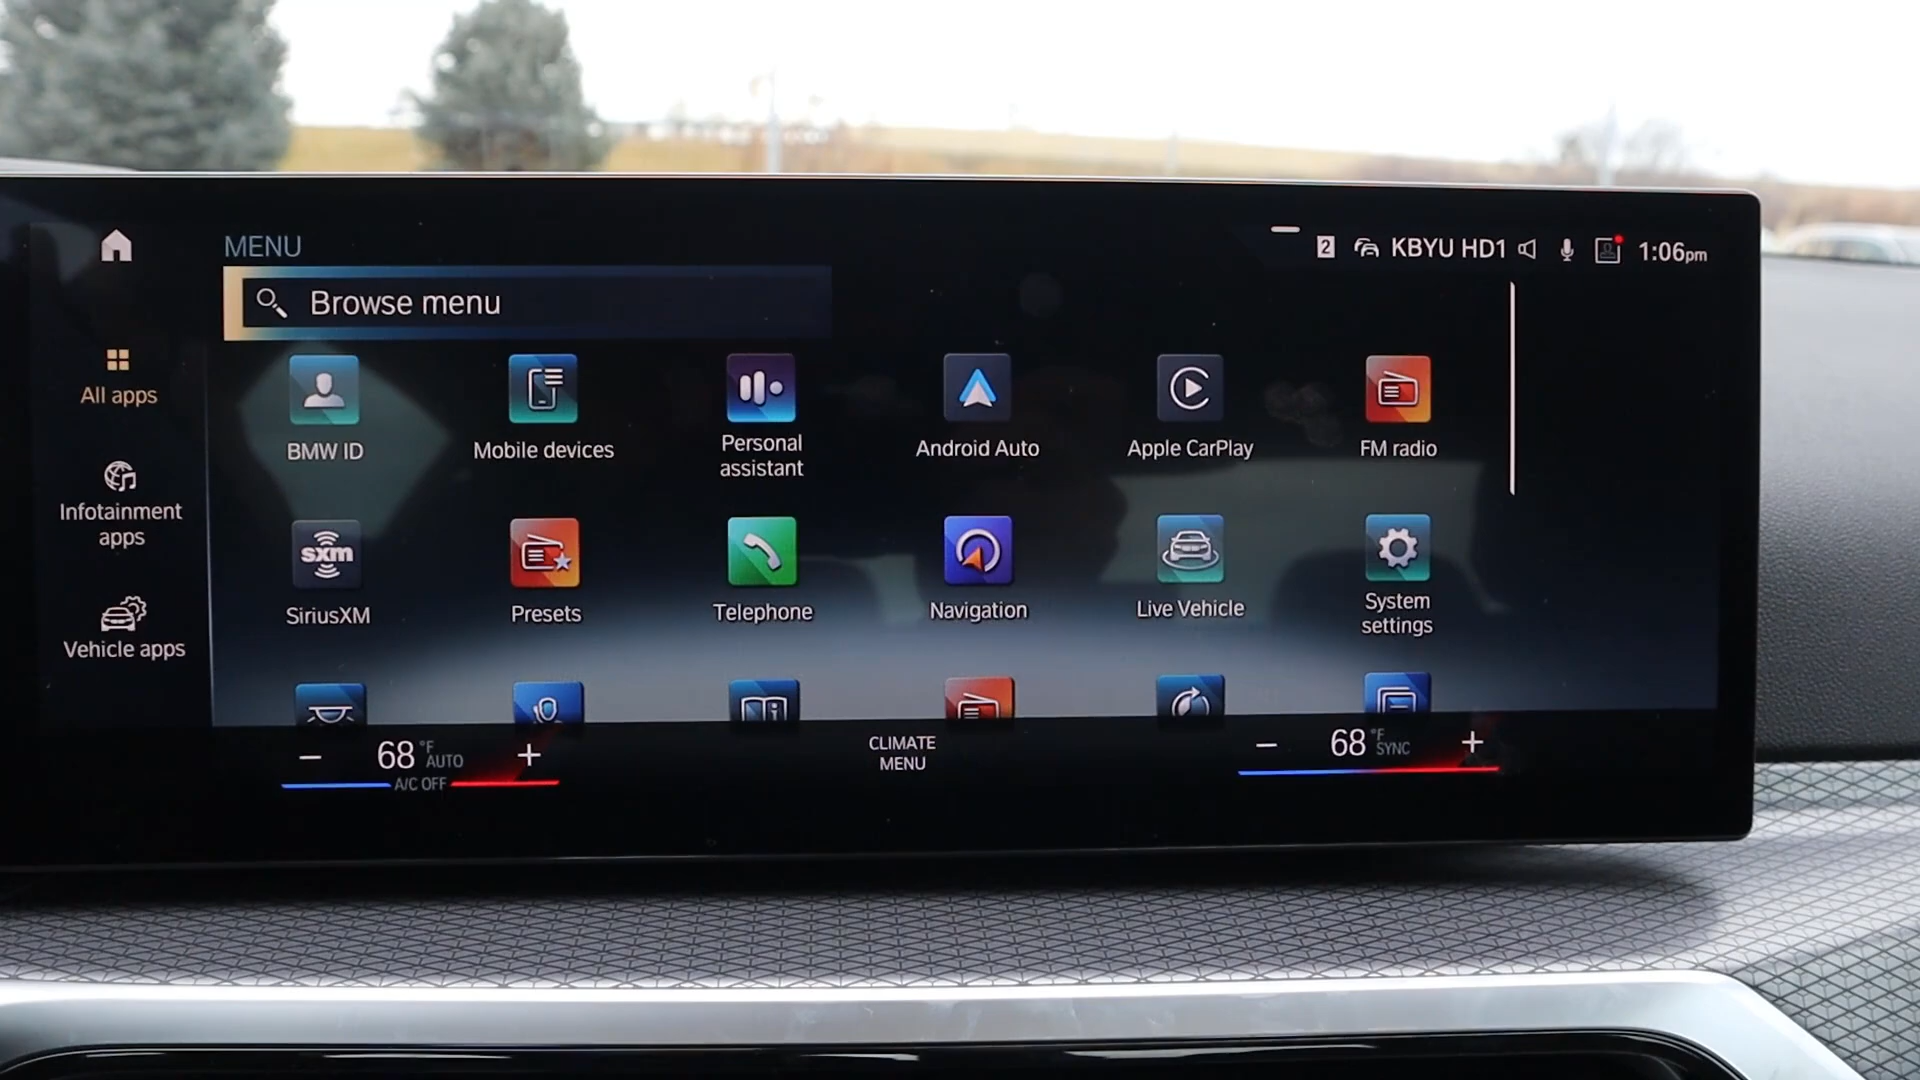 MENU
2 KBYU HD1 1:06pm
Browse menu
All apps
Infotainment
apps
Vehicle apps
BMW ID
Mobile devices
Personal
assistant
Android Auto
Apple CarPlay
FM radio
sxm
SiriusXM
Presets
Telephone
Navigation
Live Vehicle
System
settings
− 68 °F AUTO +
A/C OFF
CLIMATE
MENU
− 68 °F SYNC +